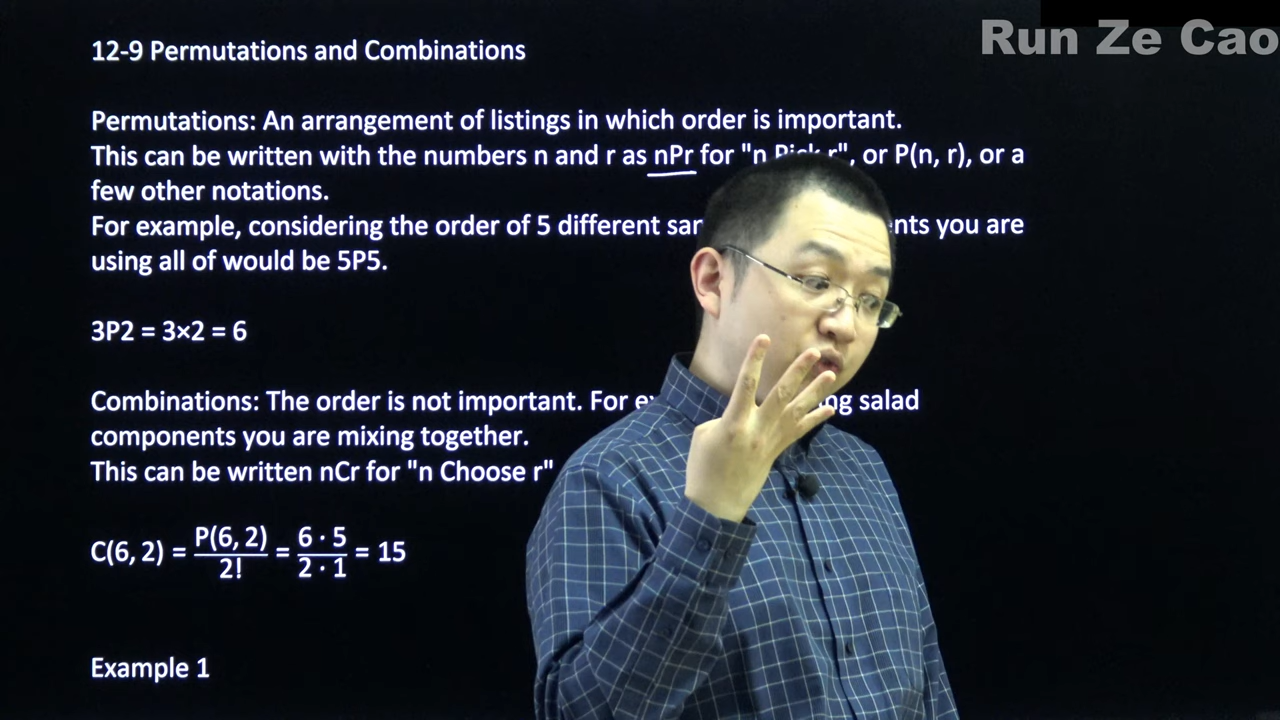 Run Ze Cao
12-9 Permutations and Combinations
Permutations: An arrangement of listings in which order is important.
This can be written with the numbers n and r as nPr for "n r", or P(n, r), or a
few other notations.
For example, considering the order of 5 different you are
using all of would be 5P5.
3P2 = 3×2 = 6
Combinations: The order is not important. For salad
components you are mixing together.
This can be written nCr for "n Choose r"
C(6, 2) = P(6, 2)/2! = 6 · 5/2 · 1 = 15
Example 1